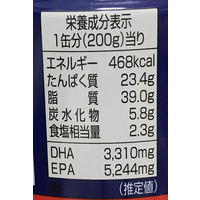 栄養成分表示
1缶分(200g)当り
エネルギー 468kcal
たんぱく質 23.4g
脂質 39.0g
炭水化物 5.8g
食塩相当量 2.3g
DHA 3,310mg
EPA 5,244mg
(推定値)